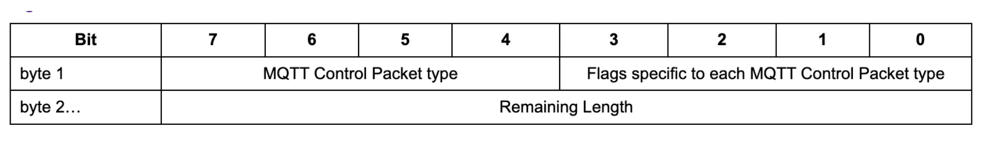 Bit 7 6 5 4 3 2 1 0
byte 1 MQTT Control Packet type Flags specific to each MQTT Control Packet type
byte 2… Remaining Length